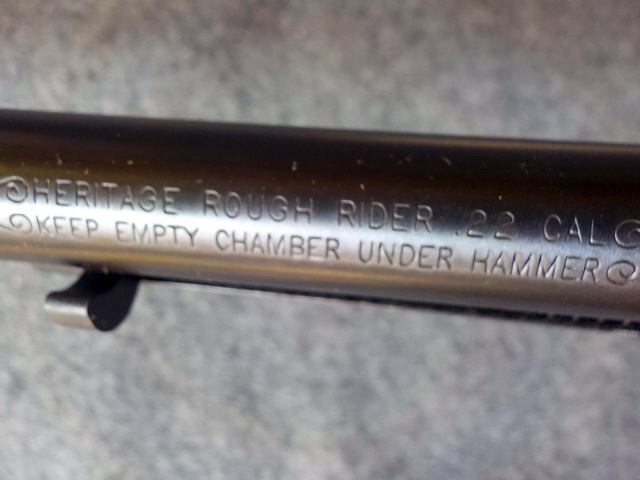 HERITAGE ROUGH RIDER .22 CAL
KEEP EMPTY CHAMBER UNDER HAMMER